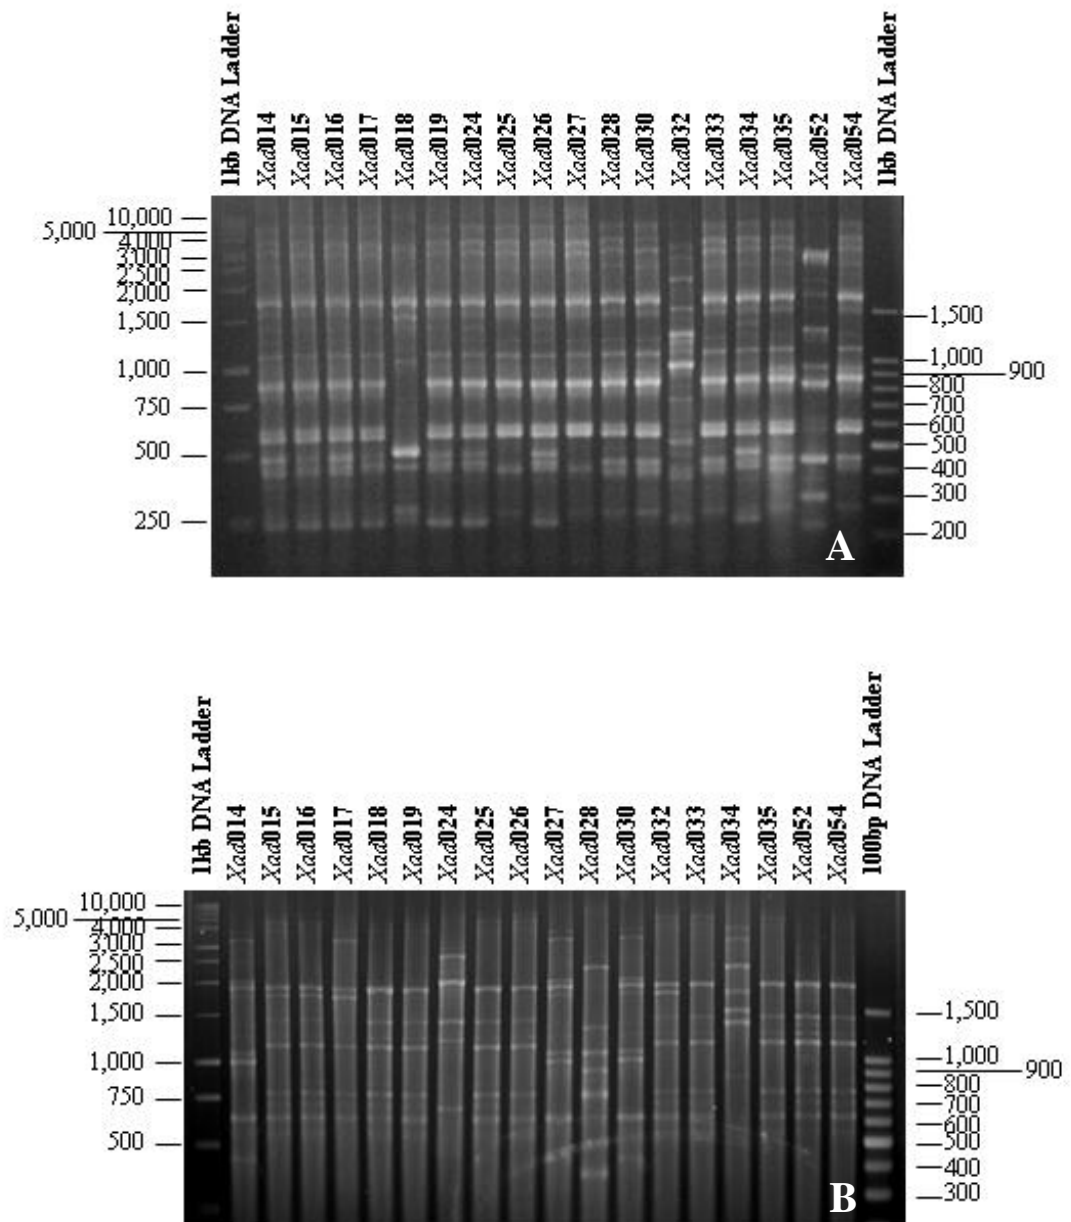 1kb DNA Ladder
Xad014
Xad015
Xad016
Xad017
Xad018
Xad019
Xad024
Xad025
Xad026
Xad027
Xad028
Xad030
Xad032
Xad033
Xad034
Xad035
Xad052
Xad054
1kb DNA Ladder
10,000
5,000
4,000
3,000
2,500
2,000
1,500
1,000
750
500
250
1,500
1,000
900
800
700
600
500
400
300
200
A
1kb DNA Ladder
Xad014
Xad015
Xad016
Xad017
Xad018
Xad019
Xad024
Xad025
Xad026
Xad027
Xad028
Xad030
Xad032
Xad033
Xad034
Xad035
Xad052
Xad054
100bp DNA Ladder
10,000
5,000
4,000
3,000
2,500
2,000
1,500
1,000
750
500
1,500
1,000
900
800
700
600
500
400
300
B